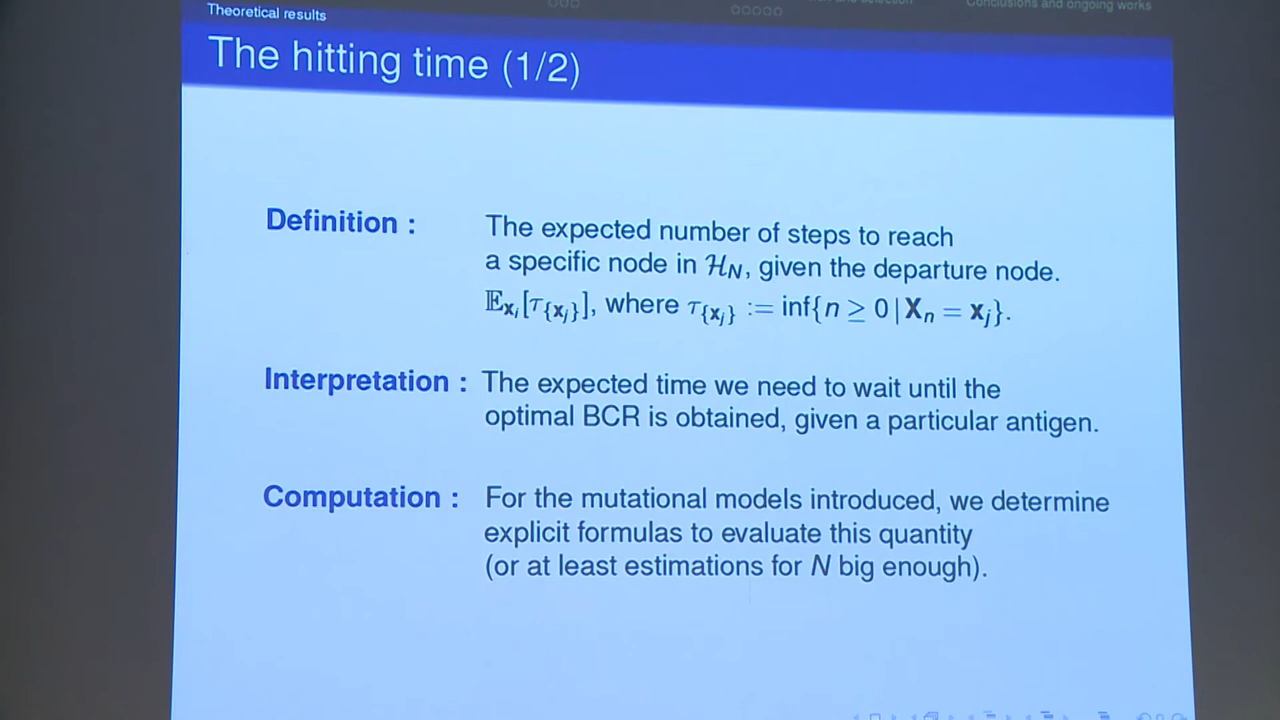 Theoretical results
Conclusions and ongoing works
The hitting time (1/2)
Definition : The expected number of steps to reach
a specific node in ℋ_N, given the departure node.
𝔼_{x_i}[τ_{{x_j}}], where τ_{{x_j}} := inf{n ≥ 0 | X_n = x_j}.
Interpretation : The expected time we need to wait until the
optimal BCR is obtained, given a particular antigen.
Computation : For the mutational models introduced, we determine
explicit formulas to evaluate this quantity
(or at least estimations for N big enough).